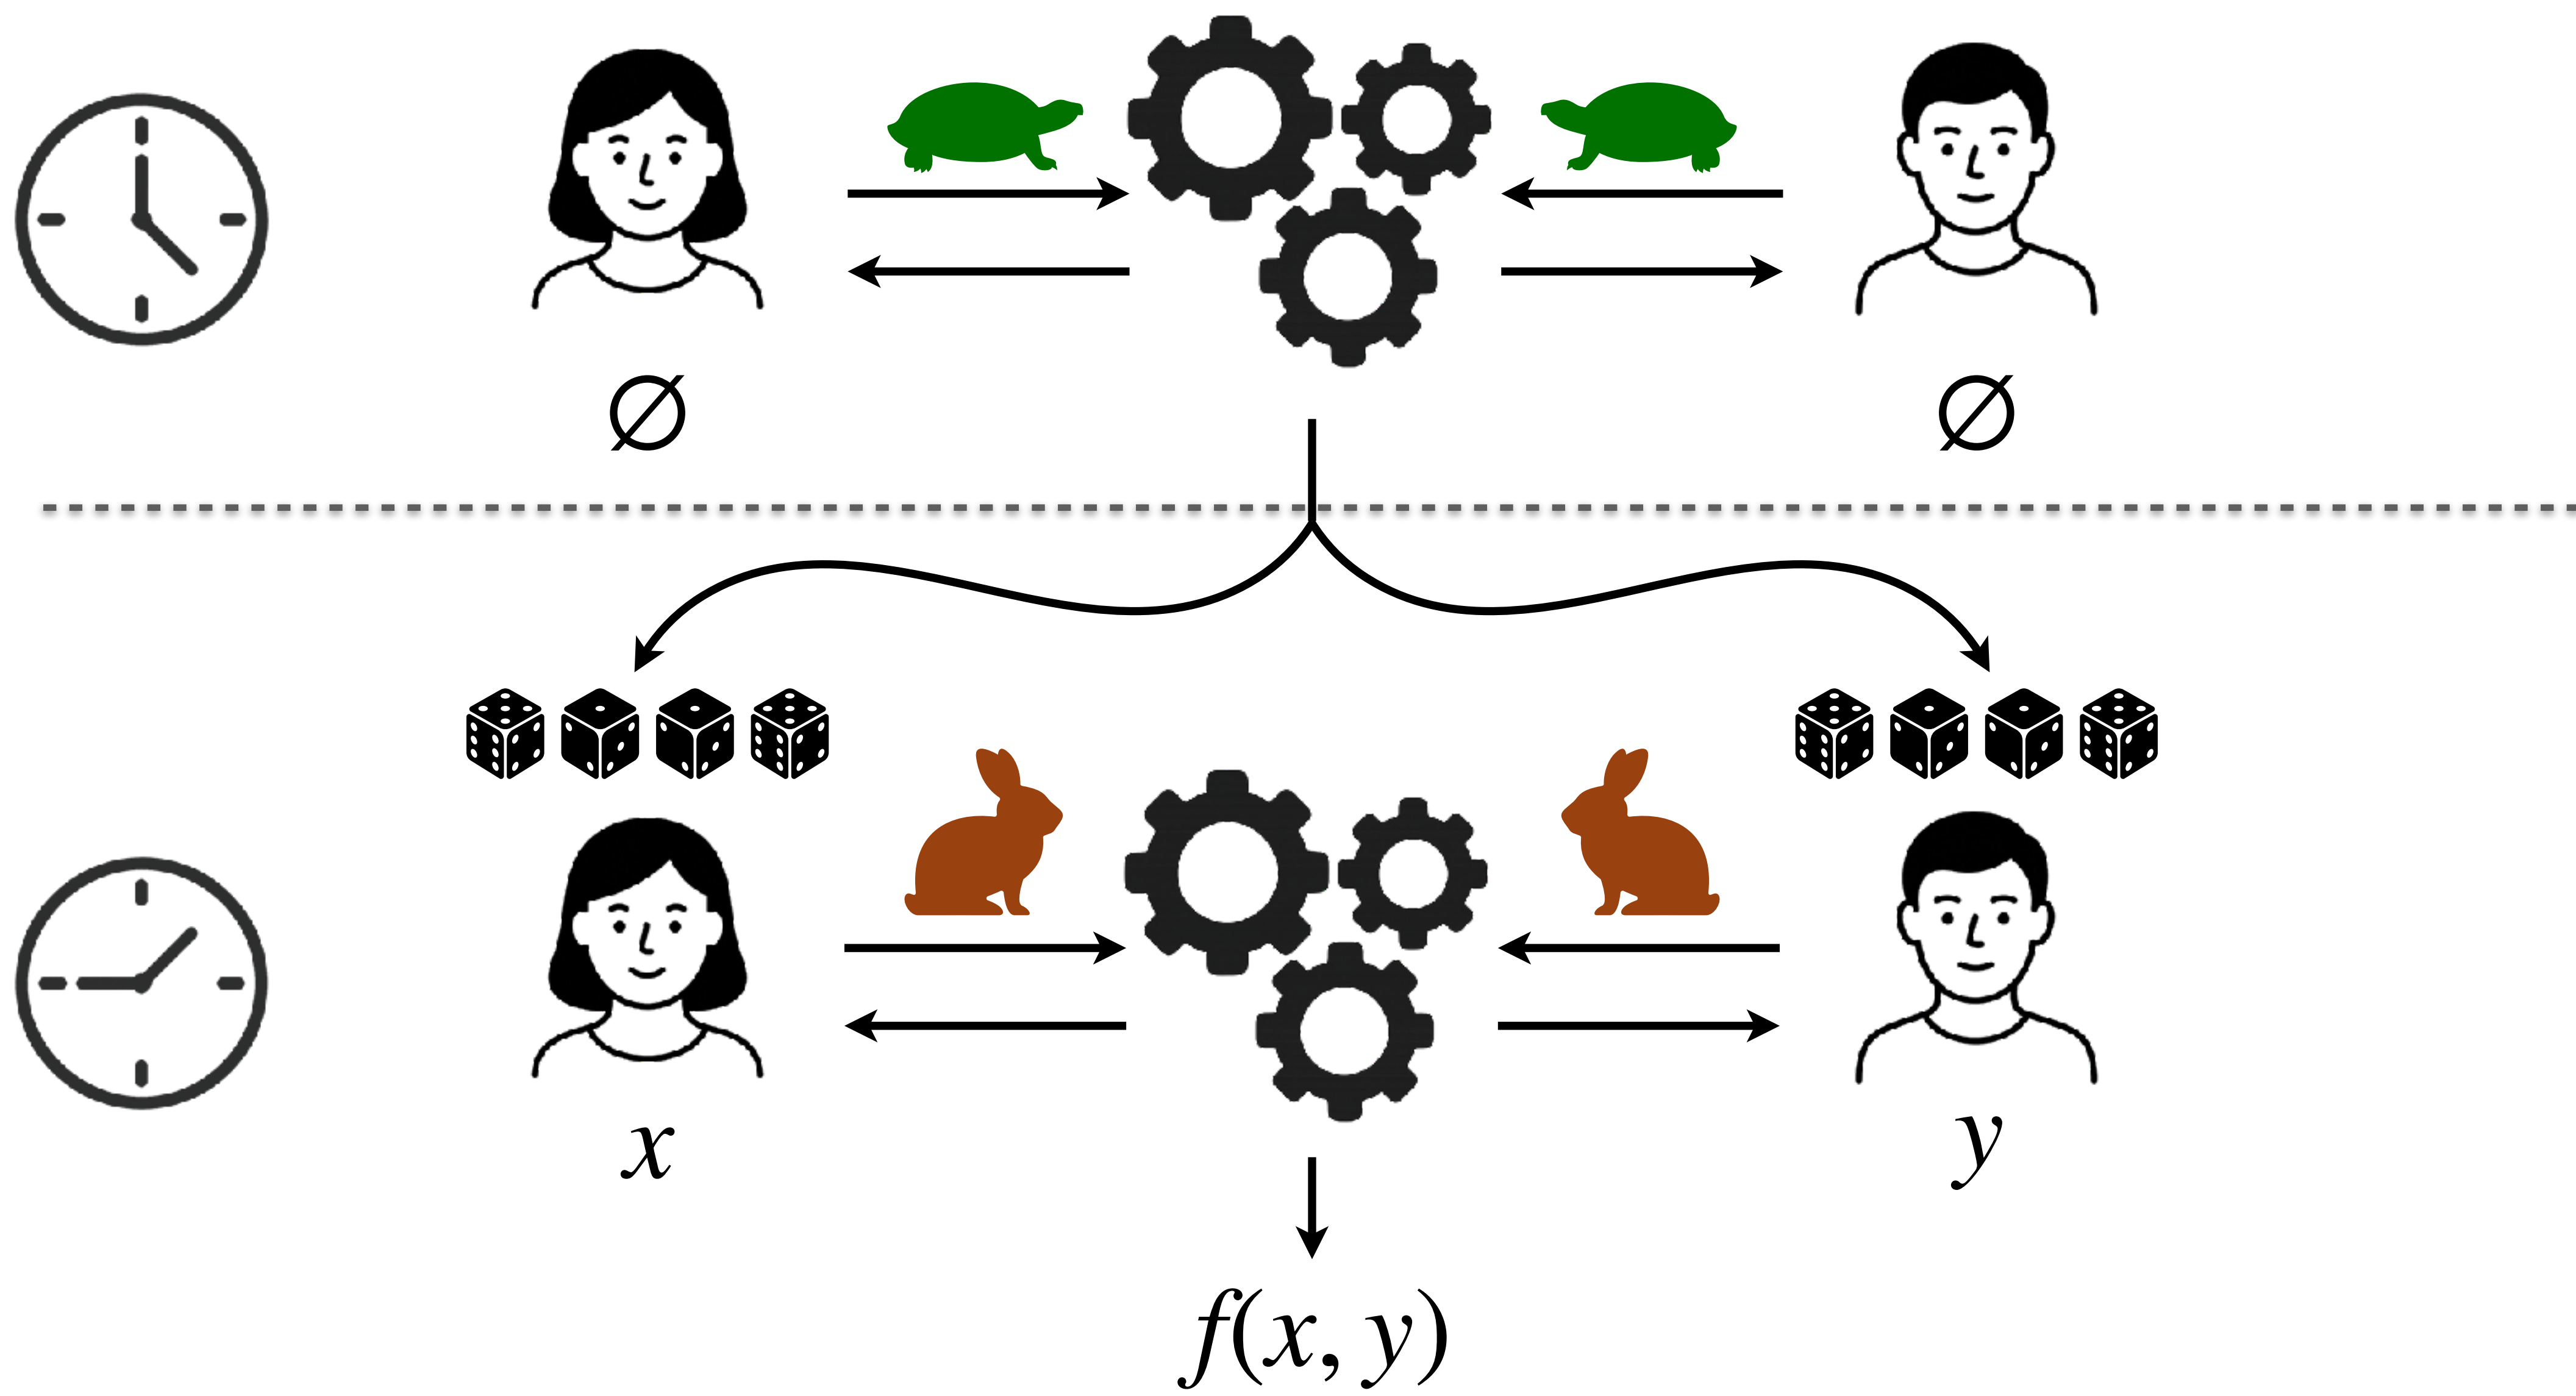 ∅ ∅
x y
f(x, y)